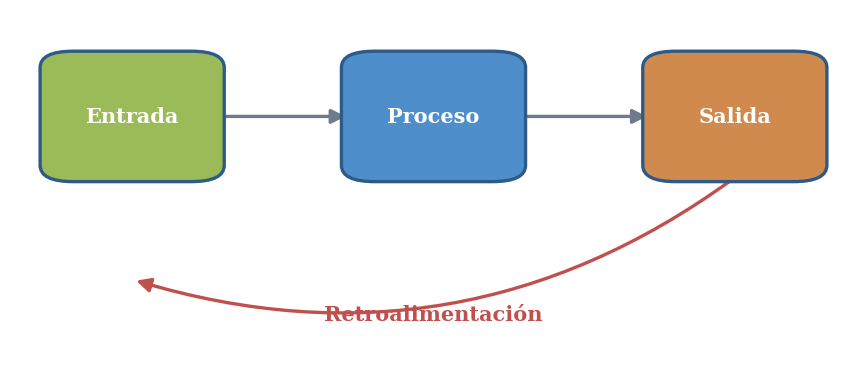 Entrada
Proceso
Salida
Retroalimentación